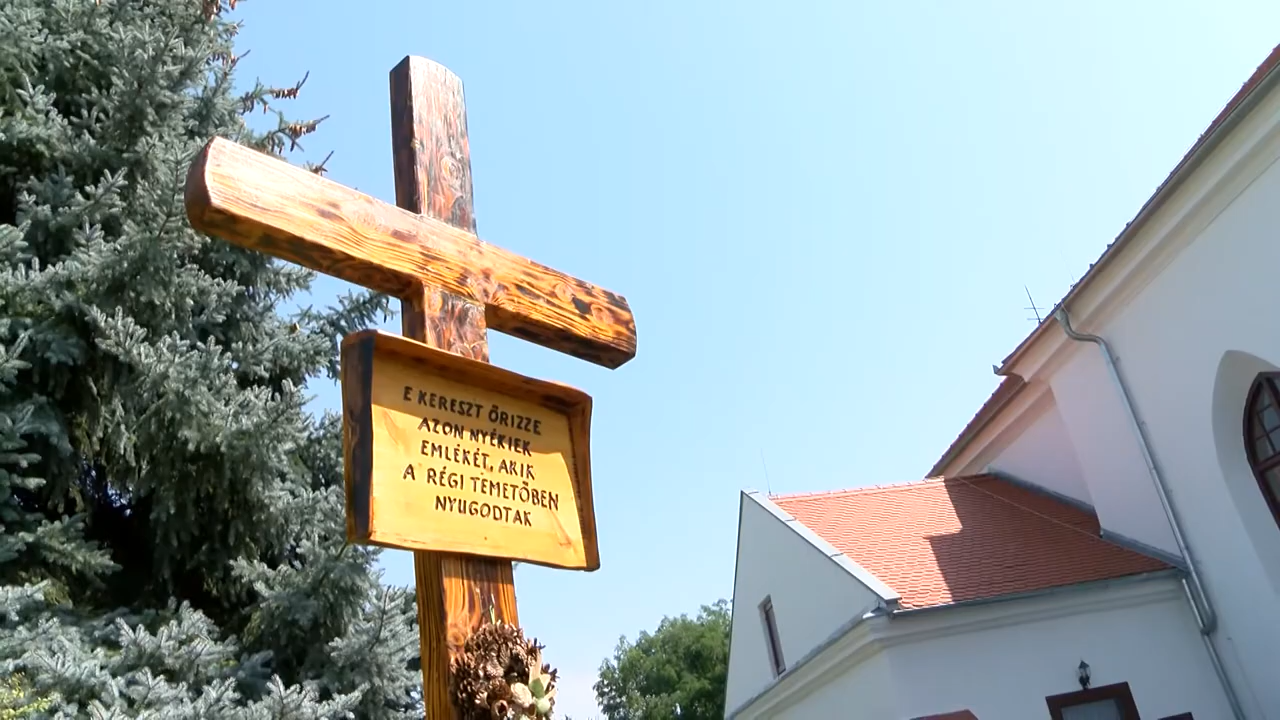 E KERESZT ŐRIZZE
AZON NYÉKIEK
EMLÉKÉT, AKIK
A RÉGI TEMETŐBEN
NYUGODTAK